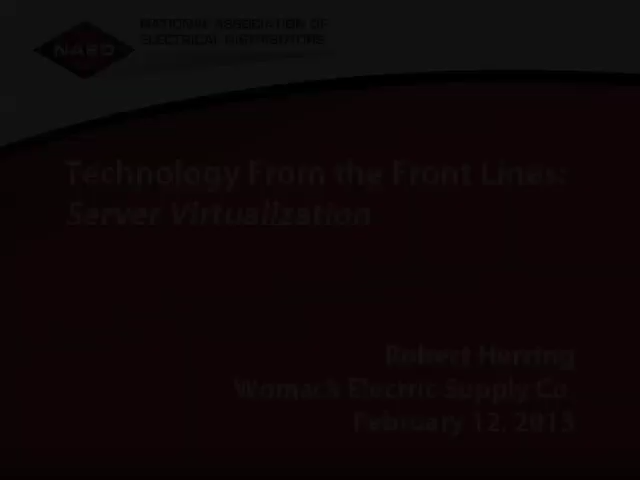 NAED
NATIONAL ASSOCIATION OF
ELECTRICAL DISTRIBUTORS
Technology From the Front Lines:
Server Virtualization
Robert Herring
Womack Electric Supply Co.
February 12, 2013